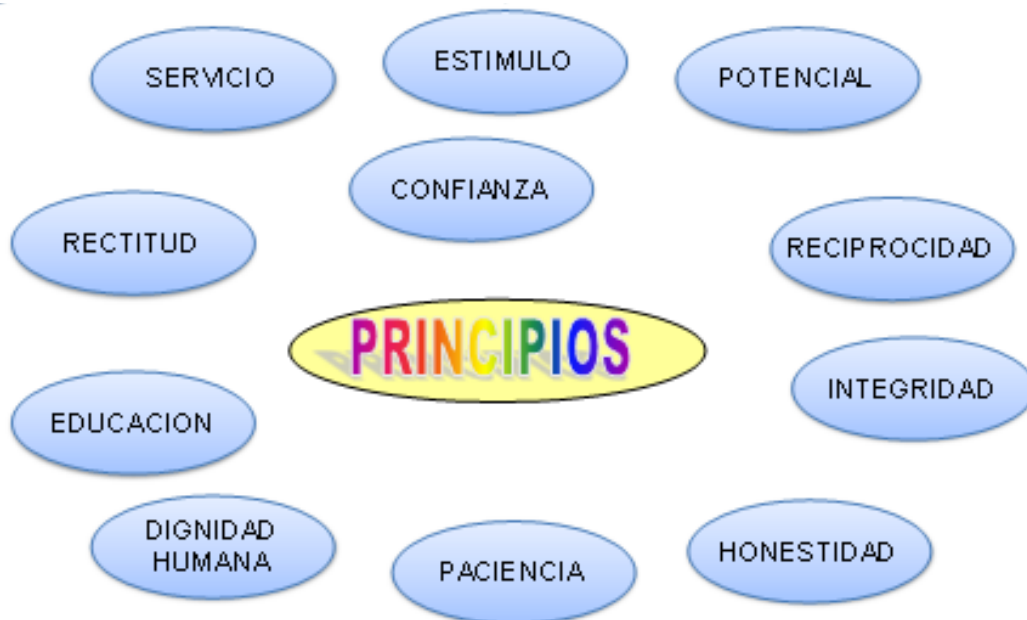 SERVICIO
ESTIMULO
POTENCIAL
CONFIANZA
RECTITUD
RECIPROCIDAD
PRINCIPIOS
INTEGRIDAD
EDUCACION
DIGNIDAD
HUMANA
PACIENCIA
HONESTIDAD